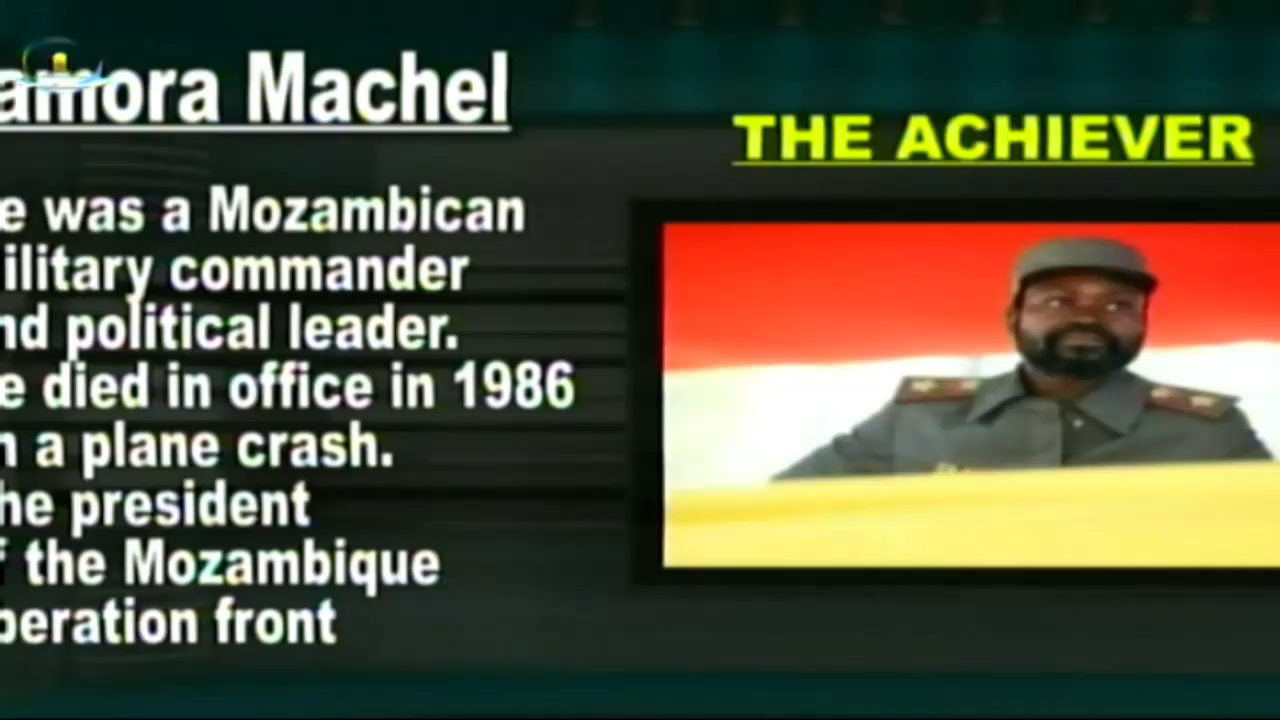 amora Machel
THE ACHIEVER
e was a Mozambican
ilitary commander
nd political leader.
e died in office in 1986
n a plane crash.
he president
f the Mozambique
beration front